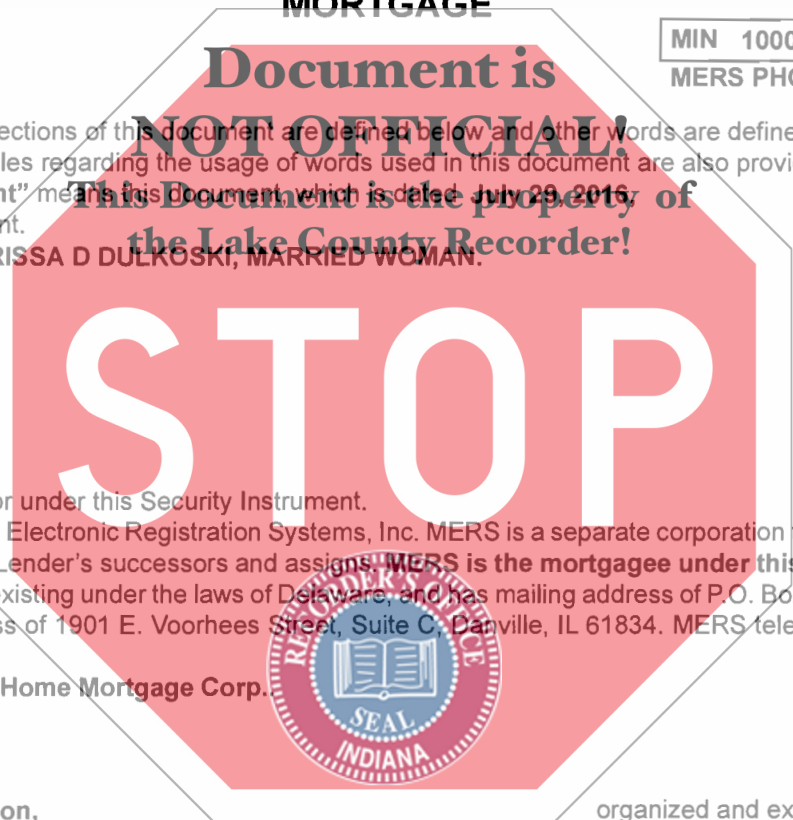 MORTGAGE
MIN 1000
MERS PHO
Document is
NOT OFFICIAL!
This Document is the property of
the Lake County Recorder!
ections of this document are defined below and other words are define
les regarding the usage of words used in this document are also provi
nt” means this document, which is dated July 29, 2016,
nt.
RISSA D DULKOSKI, MARRIED WOMAN.
STOP
or under this Security Instrument.
Electronic Registration Systems, Inc. MERS is a separate corporation
Lender's successors and assigns. MERS is the mortgagee under this
existing under the laws of Delaware, and has mailing address of P.O. Bo
ss of 1901 E. Voorhees Street, Suite C, Danville, IL 61834. MERS tele
Home Mortgage Corp..
RECORDER'S OFFICE
SEAL
INDIANA
on,
organized and ex